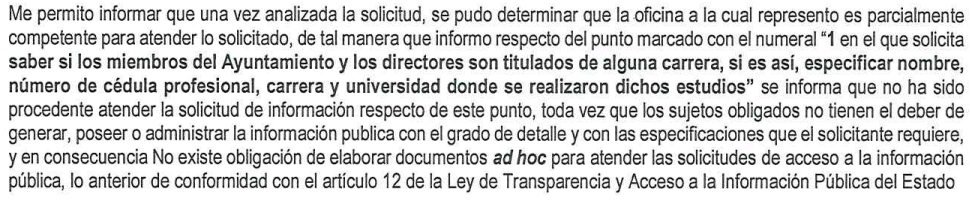 Me permito informar que una vez analizada la solicitud, se pudo determinar que la oficina a la cual represento es parcialmente
competente para atender lo solicitado, de tal manera que informo respecto del punto marcado con el numeral “1 en el que solicita
saber si los miembros del Ayuntamiento y los directores son titulados de alguna carrera, si es así, especificar nombre,
número de cédula profesional, carrera y universidad donde se realizaron dichos estudios” se informa que no ha sido
procedente atender la solicitud de información respecto de este punto, toda vez que los sujetos obligados no tienen el deber de
generar, poseer o administrar la información publica con el grado de detalle y con las especificaciones que el solicitante requiere,
y en consecuencia No existe obligación de elaborar documentos ad hoc para atender las solicitudes de acceso a la información
pública, lo anterior de conformidad con el artículo 12 de la Ley de Transparencia y Acceso a la Información Pública del Estado